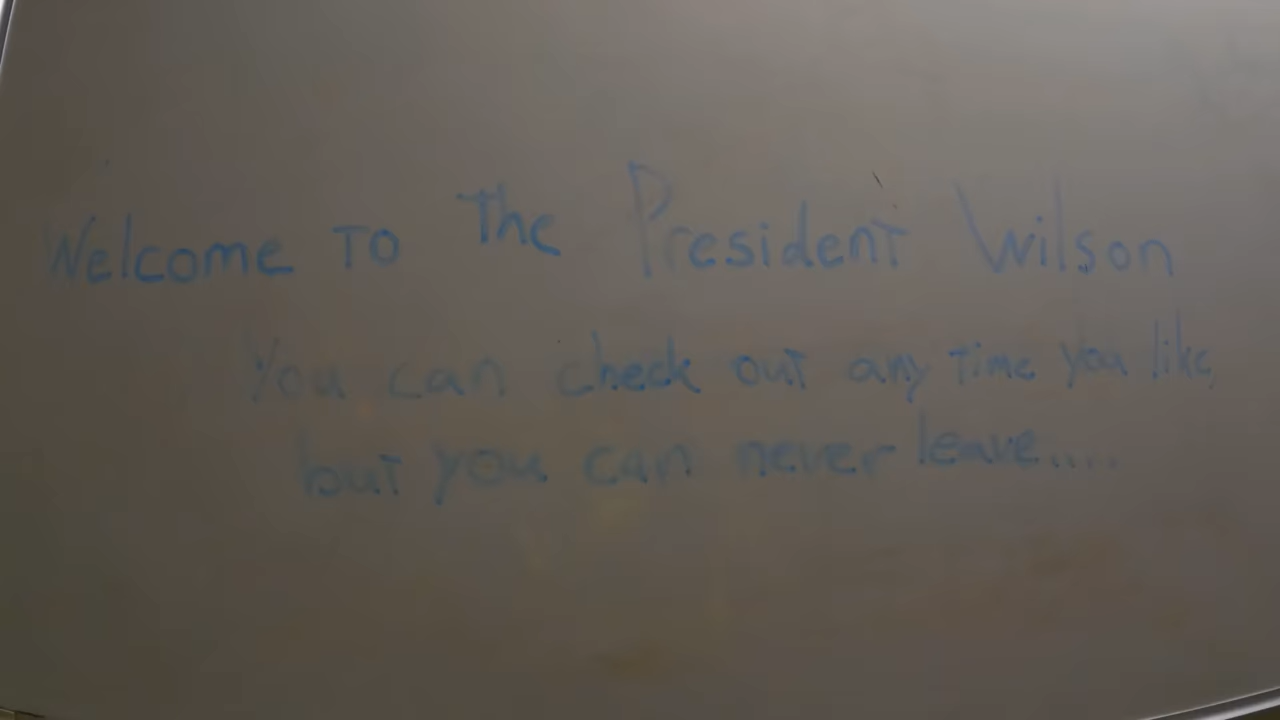 Welcome To The President Wilson
You can check out any time you like,
but you can never leave....